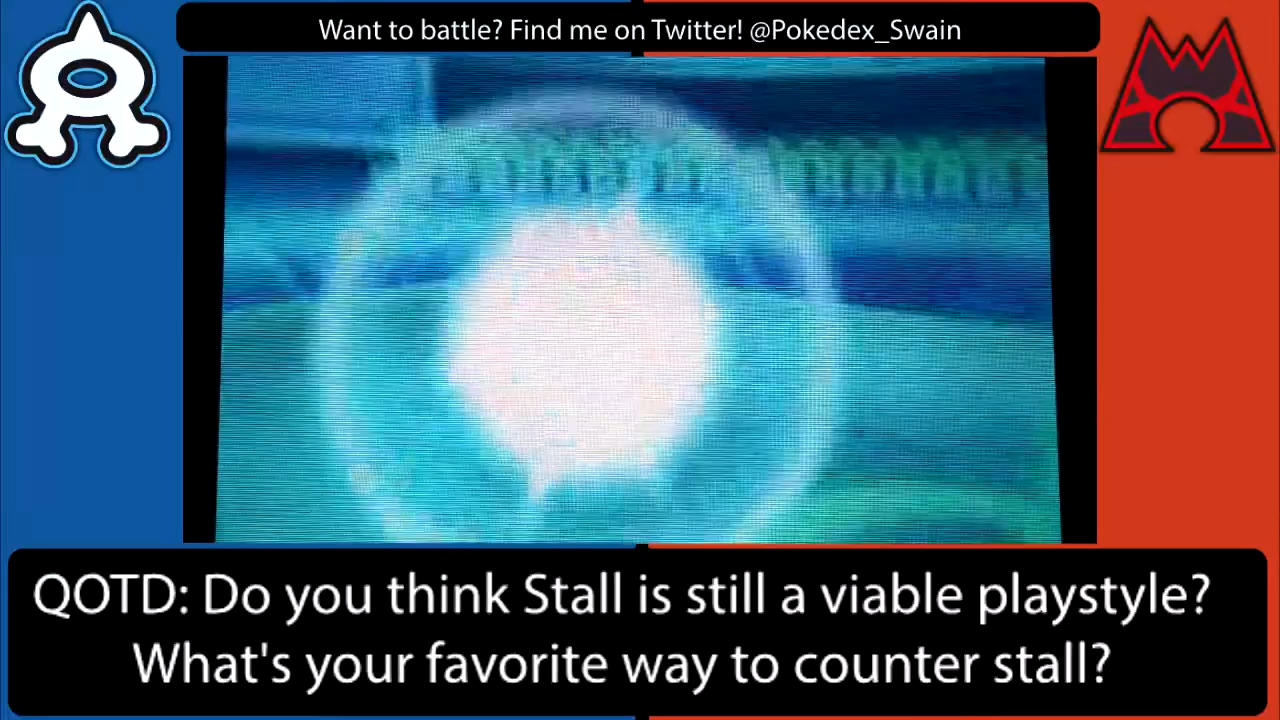 Want to battle? Find me on Twitter! @Pokedex_Swain
QOTD: Do you think Stall is still a viable playstyle?
What's your favorite way to counter stall?